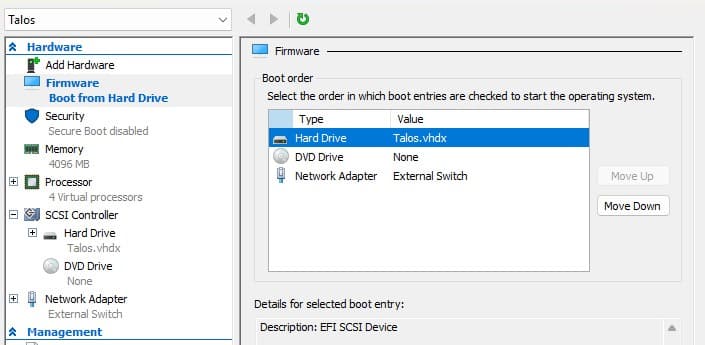 Talos
Hardware
Add Hardware
Firmware
Boot from Hard Drive
Security
Secure Boot disabled
Memory
4096 MB
Processor
4 Virtual processors
SCSI Controller
Hard Drive
Talos.vhdx
DVD Drive
None
Network Adapter
External Switch
Management
Firmware
Boot order
Select the order in which boot entries are checked to start the operating system.
Type Value
Hard Drive Talos.vhdx
DVD Drive None
Network Adapter External Switch
Move Up
Move Down
Details for selected boot entry:
Description: EFI SCSI Device